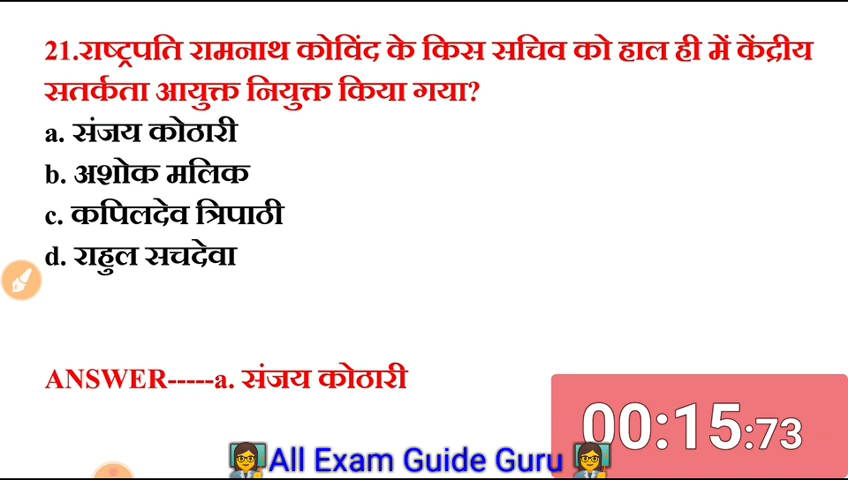 21.राष्ट्रपति रामनाथ कोविंद के किस सचिव को हाल ही में केंद्रीय
सतर्कता आयुक्त नियुक्त किया गया?
a. संजय कोठारी
b. अशोक मलिक
c. कपिलदेव त्रिपाठी
d. राहुल सचदेवा
ANSWER-----a. संजय कोठारी
00:15:73
All Exam Guide Guru